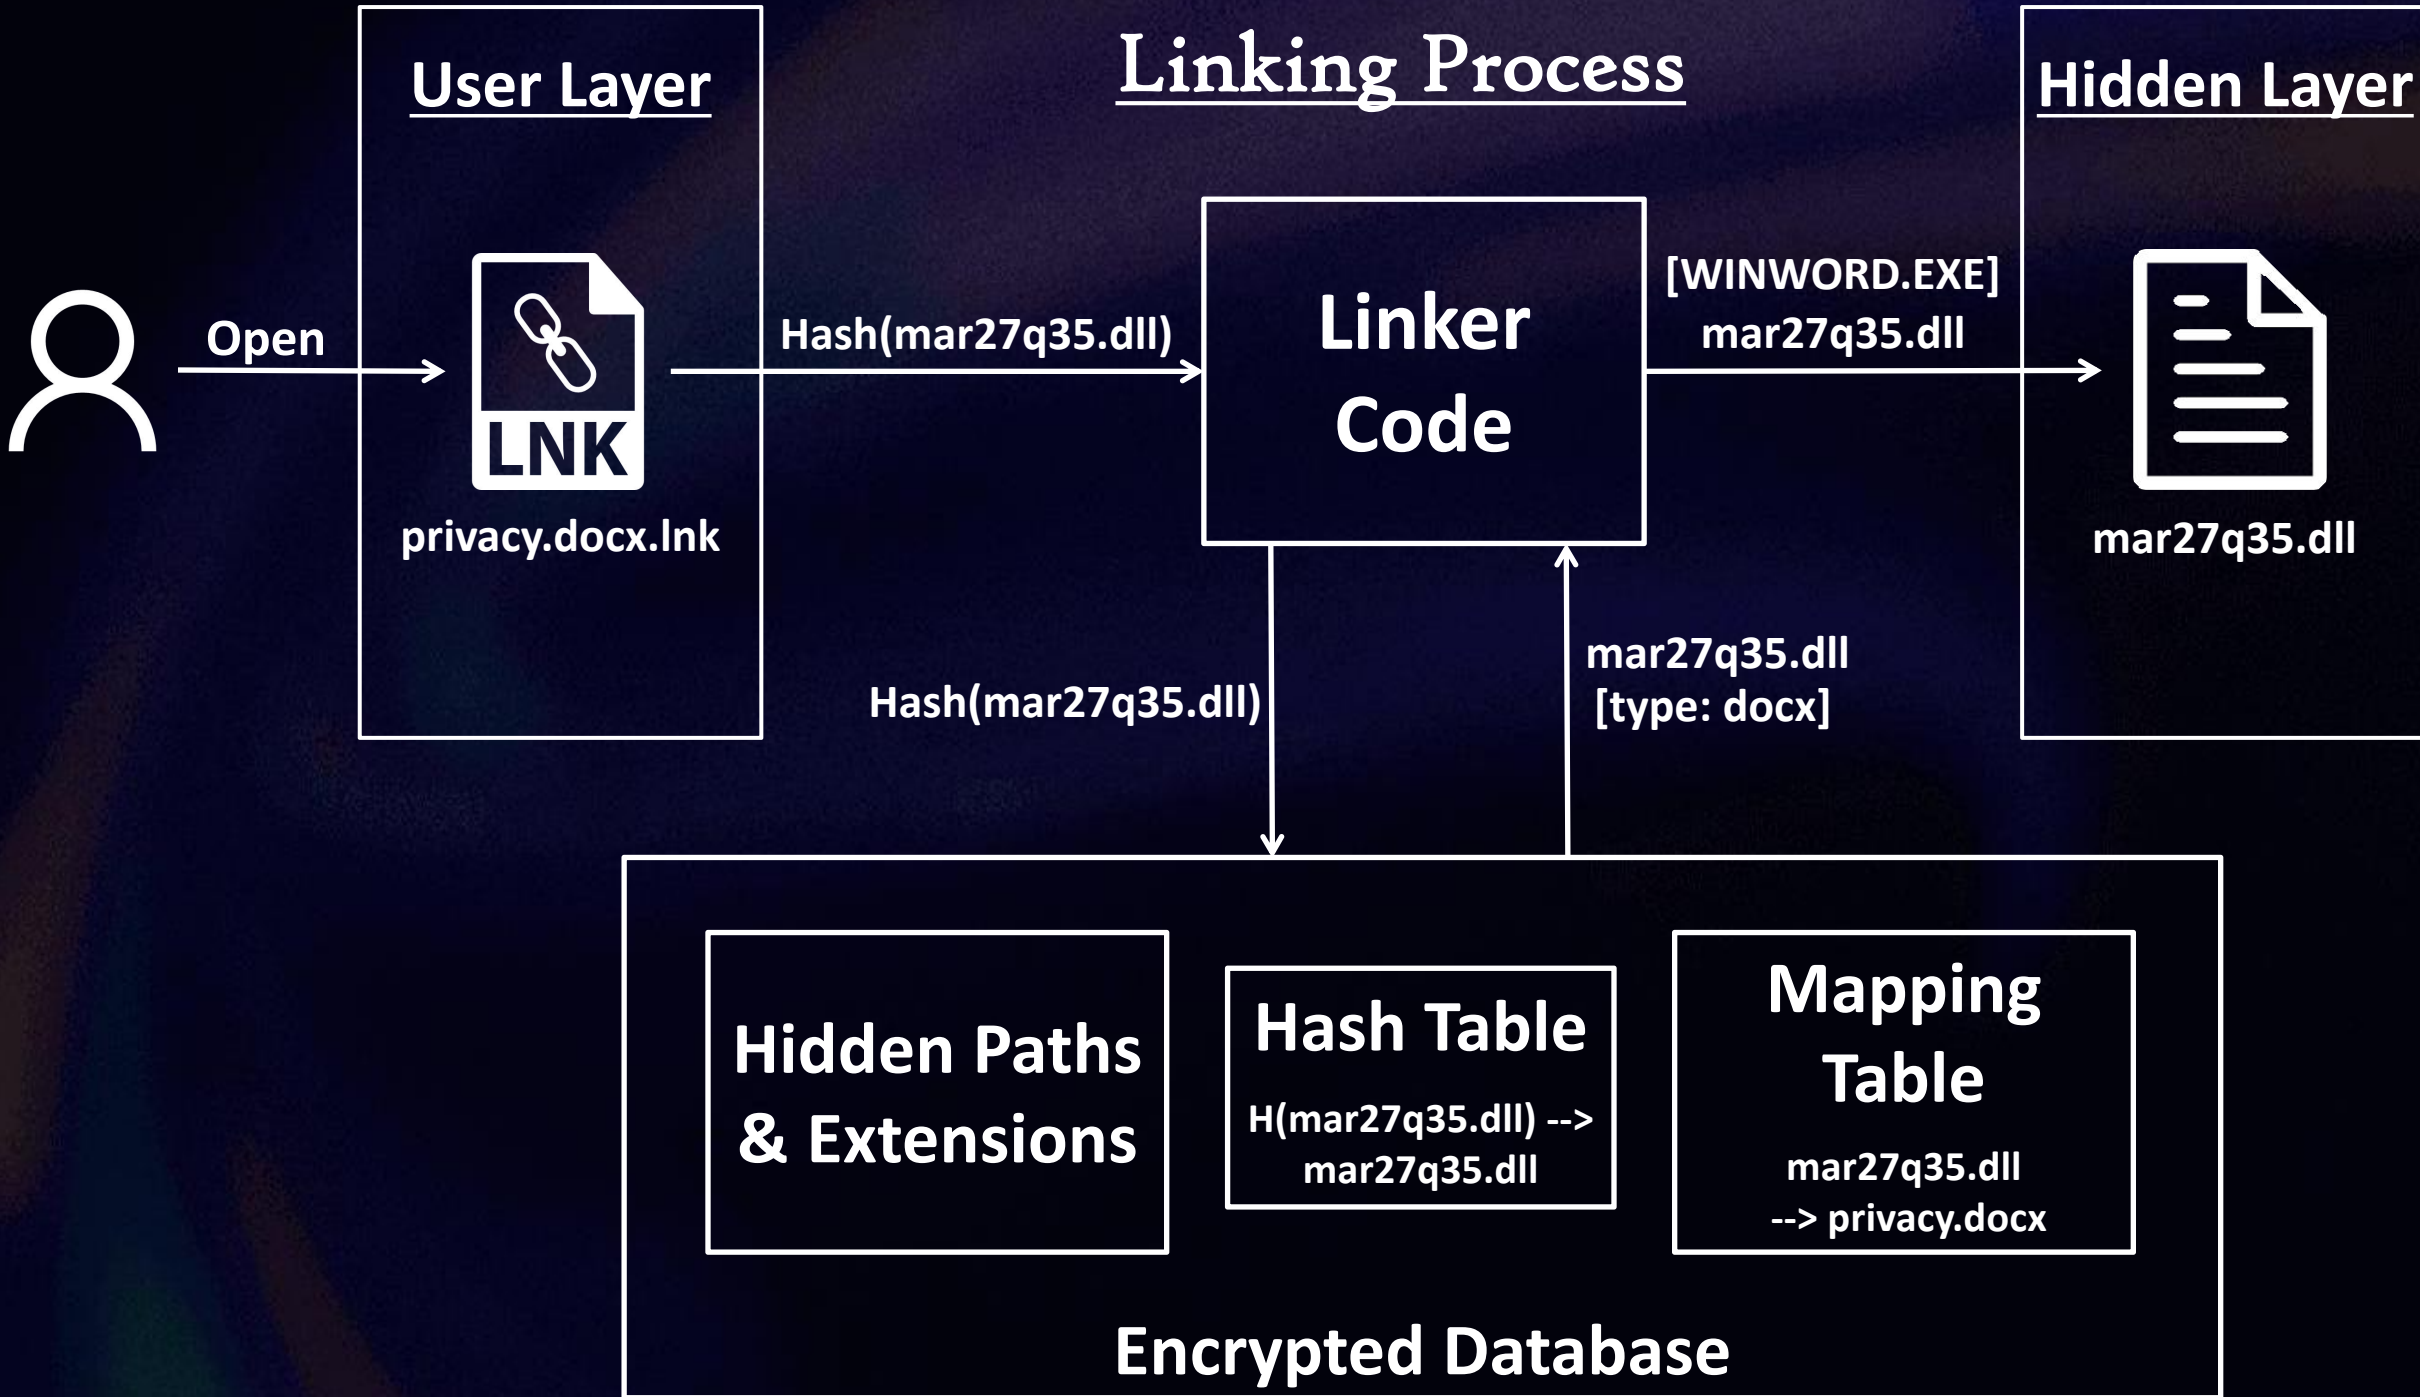 User Layer
Linking Process
Hidden Layer
Open
LNK
privacy.docx.lnk
Hash(mar27q35.dll)
Linker
Code
[WINWORD.EXE]
mar27q35.dll
mar27q35.dll
Hash(mar27q35.dll)
mar27q35.dll
[type: docx]
Hidden Paths
& Extensions
Hash Table
H(mar27q35.dll) -->
mar27q35.dll
Mapping
Table
mar27q35.dll
--> privacy.docx
Encrypted Database